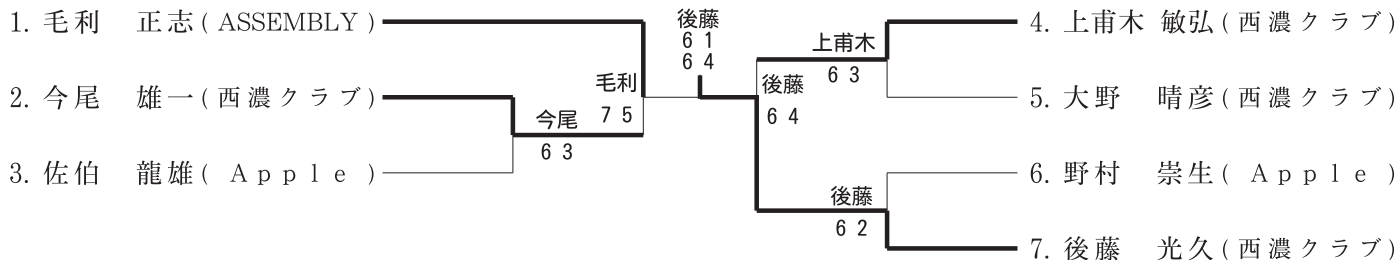 1. 毛利　正志(ASSEMBLY)
2. 今尾　雄一(西濃クラブ)
3. 佐伯　龍雄( Apple )
今尾
6 3
毛利
7 5
後藤
6 1
6 4
後藤
6 4
上甫木
6 3
後藤
6 2
4. 上甫木 敏弘(西濃クラブ)
5. 大野　晴彦(西濃クラブ)
6. 野村　崇生( Apple )
7. 後藤　光久(西濃クラブ)